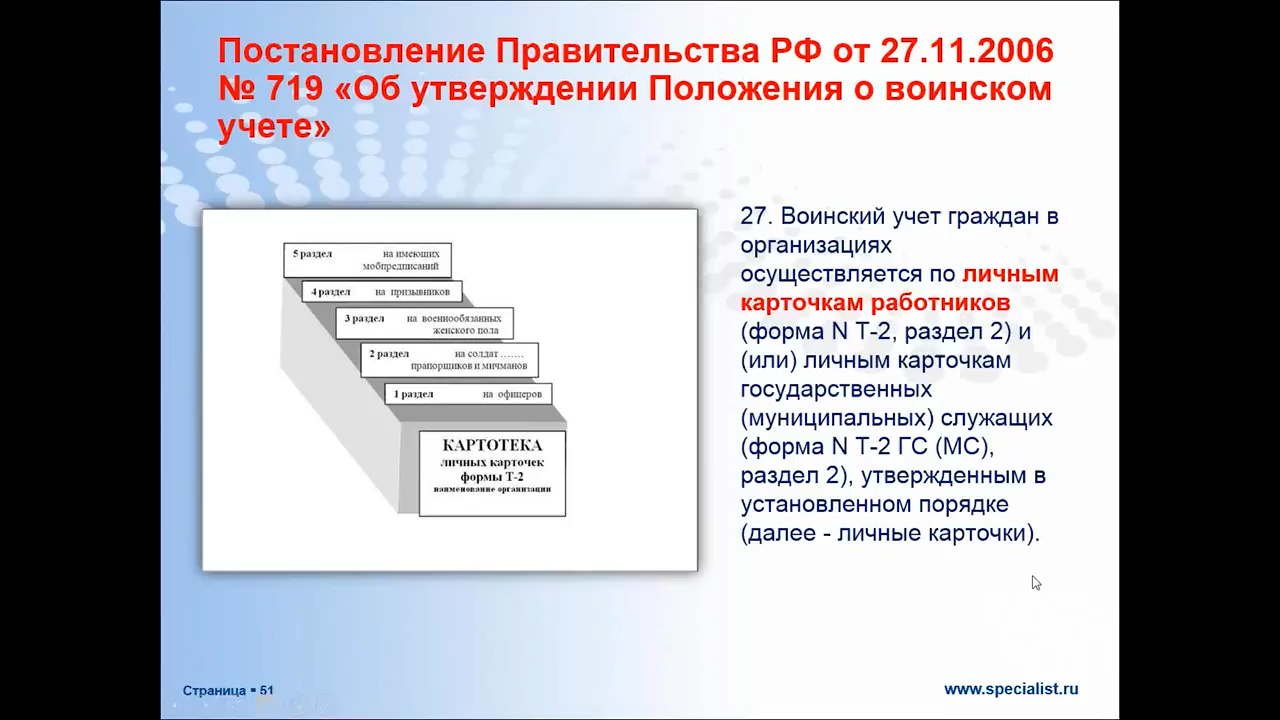 Постановление Правительства РФ от 27.11.2006
№ 719 «Об утверждении Положения о воинском
учете»
5 раздел на имеющих
мобпредписаний
4 раздел на призывников
3 раздел на военнообязанных
женского пола
2 раздел на солдат …….
прапорщиков и мичманов
1 раздел на офицеров
КАРТОТЕКА
личных карточек
формы Т-2
наименование организации
27. Воинский учет граждан в
организациях
осуществляется по личным
карточкам работников
(форма N Т-2, раздел 2) и
(или) личным карточкам
государственных
(муниципальных) служащих
(форма N Т-2 ГС (МС),
раздел 2), утвержденным в
установленном порядке
(далее - личные карточки).
Страница ▪ 51
www.specialist.ru